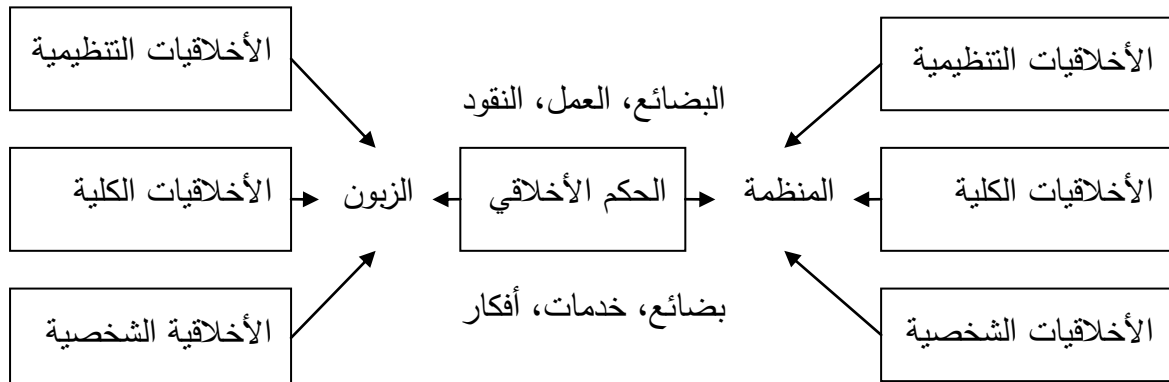 الأخلاقيات التنظيمية
الأخلاقيات التنظيمية
البضائع، العمل، النقود
الأخلاقيات الكلية
المنظمة
الحكم الأخلاقي
الزبون
الأخلاقيات الكلية
بضائع، خدمات، أفكار
الأخلاقيات الشخصية
الأخلاقية الشخصية